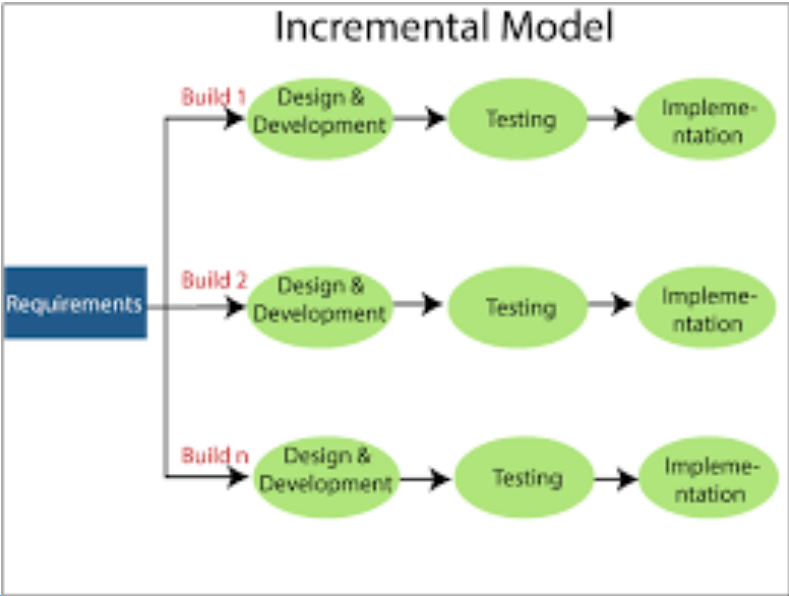 Incremental Model
Build 1
Design &
Development
Testing
Impleme-
ntation
Requirements
Build 2
Design &
Development
Testing
Impleme-
ntation
Build n
Design &
Development
Testing
Impleme-
ntation